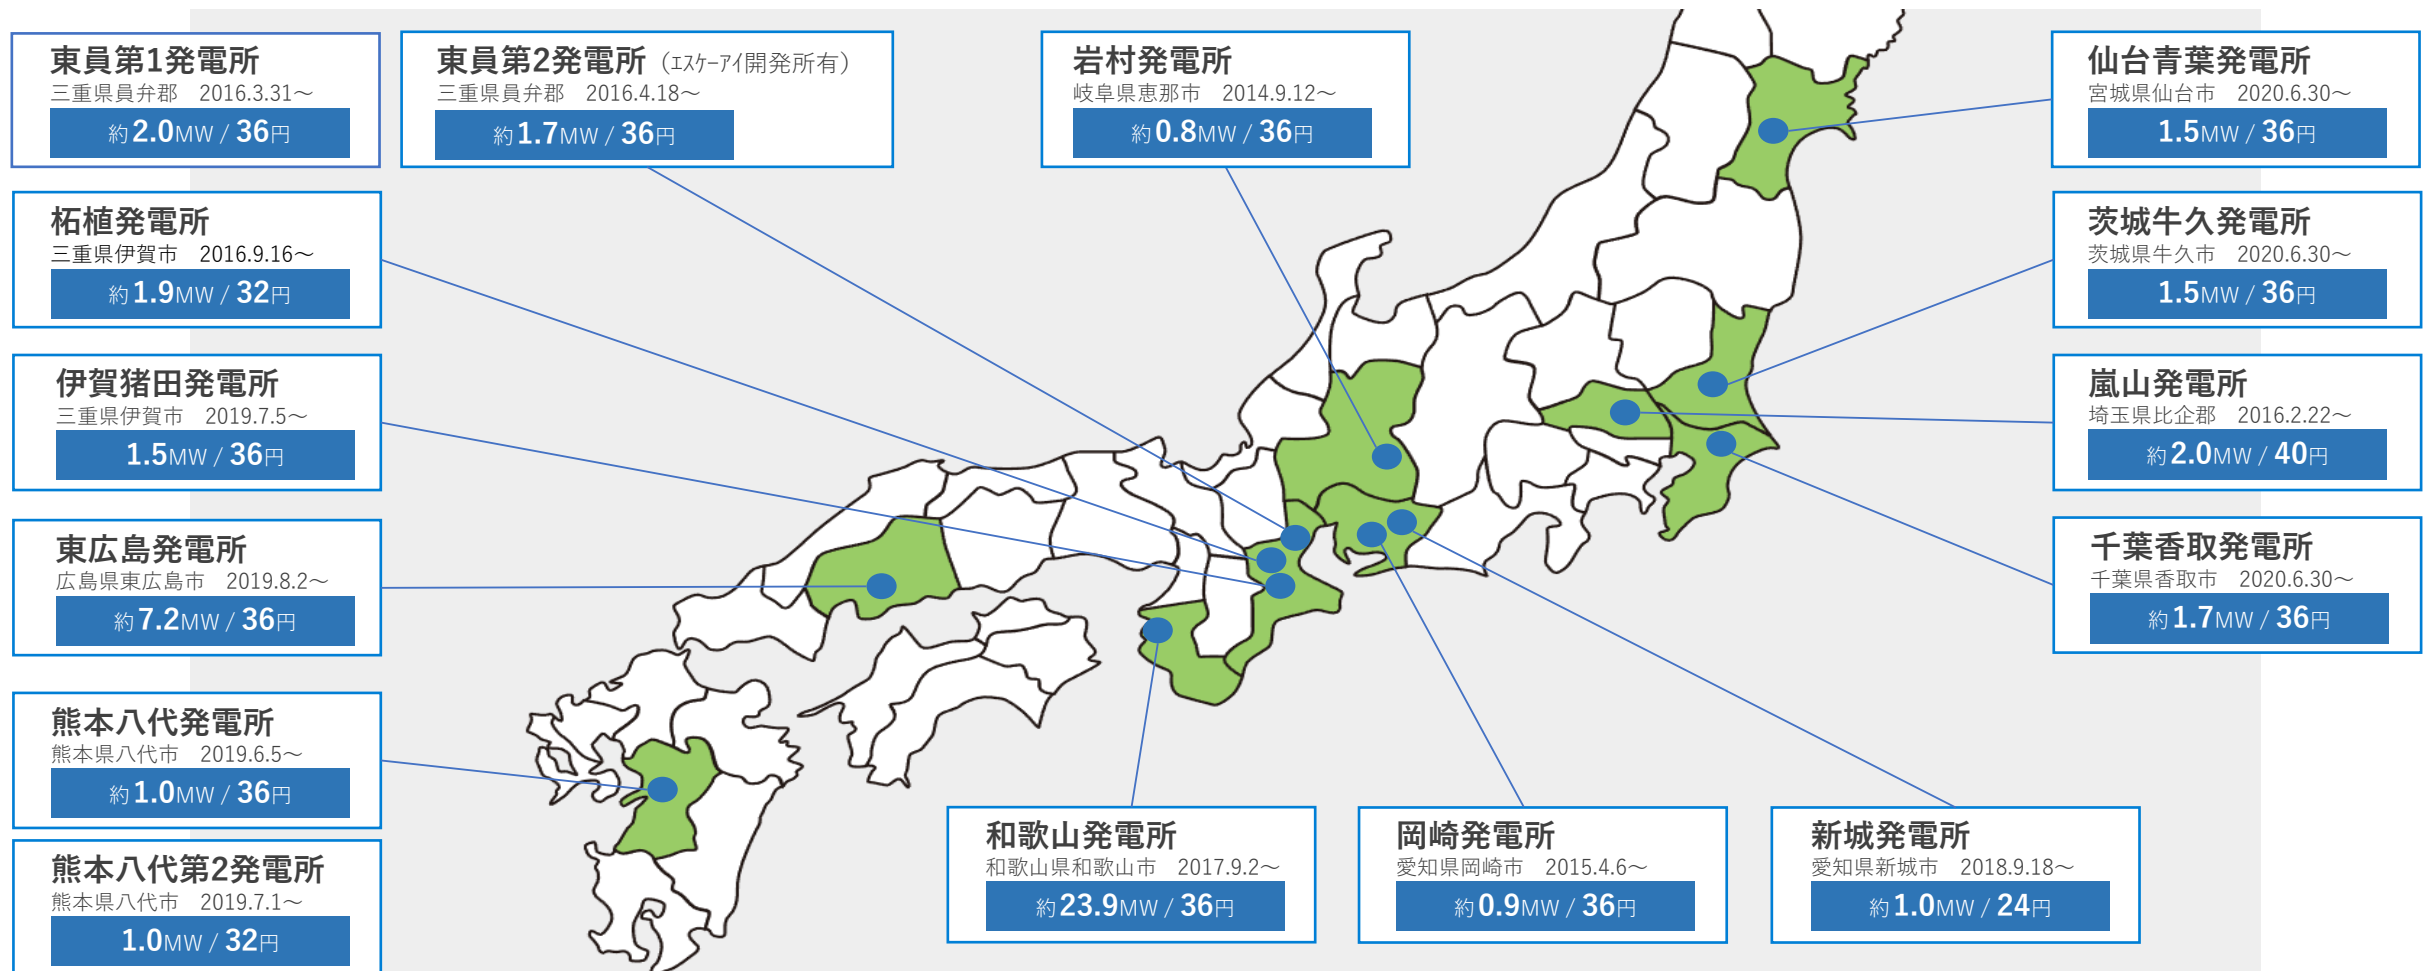 東員第1発電所
三重県員弁郡　2016.3.31～
約2.0MW / 36円
東員第2発電所（ｴｽｹｰｱｲ開発所有）
三重県員弁郡　2016.4.18～
約1.7MW / 36円
岩村発電所
岐阜県恵那市　2014.9.12～
約0.8MW / 36円
仙台青葉発電所
宮城県仙台市　2020.6.30～
1.5MW / 36円
柘植発電所
三重県伊賀市　2016.9.16～
約1.9MW / 32円
茨城牛久発電所
茨城県牛久市　2020.6.30～
1.5MW / 36円
伊賀猪田発電所
三重県伊賀市　2019.7.5～
1.5MW / 36円
嵐山発電所
埼玉県比企郡　2016.2.22～
約2.0MW / 40円
東広島発電所
広島県東広島市　2019.8.2～
約7.2MW / 36円
千葉香取発電所
千葉県香取市　2020.6.30～
約1.7MW / 36円
熊本八代発電所
熊本県八代市　2019.6.5～
約1.0MW / 36円
熊本八代第2発電所
熊本県八代市　2019.7.1～
1.0MW / 32円
和歌山発電所
和歌山県和歌山市　2017.9.2～
約23.9MW / 36円
岡崎発電所
愛知県岡崎市　2015.4.6～
約0.9MW / 36円
新城発電所
愛知県新城市　2018.9.18～
約1.0MW / 24円